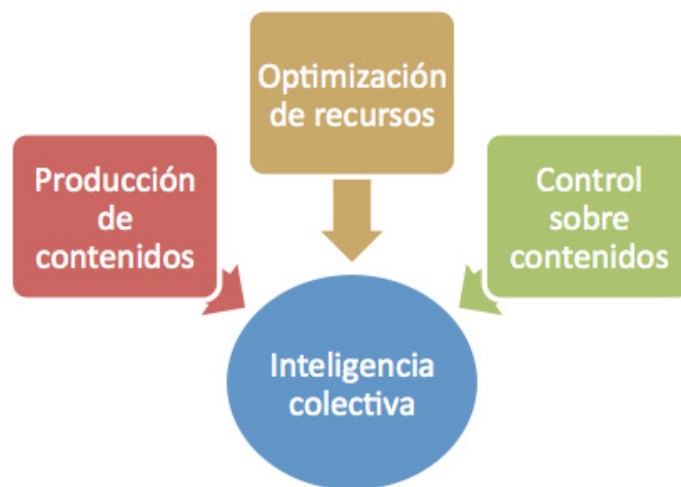 Optimización
de recursos
Producción
de
contenidos
Control
sobre
contenidos
Inteligencia
colectiva